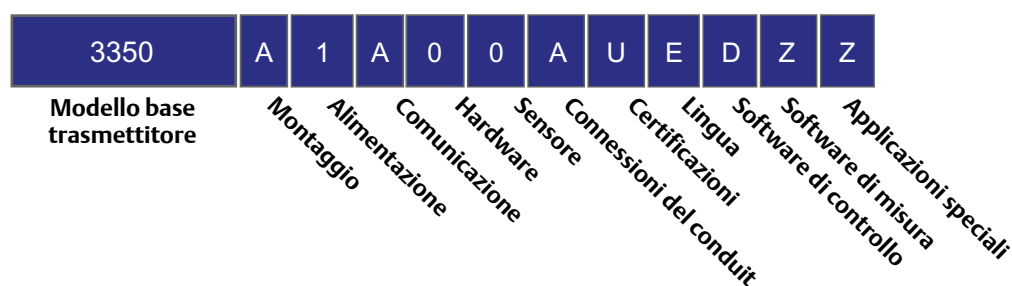 3350 A 1 A 0 0 A U E D Z Z
Modello base
trasmettitore
Montaggio
Alimentazione
Comunicazione
Hardware
Sensore
Connessioni del conduit
Certificazioni
Lingua
Software di controllo
Software di misura
Applicazioni speciali